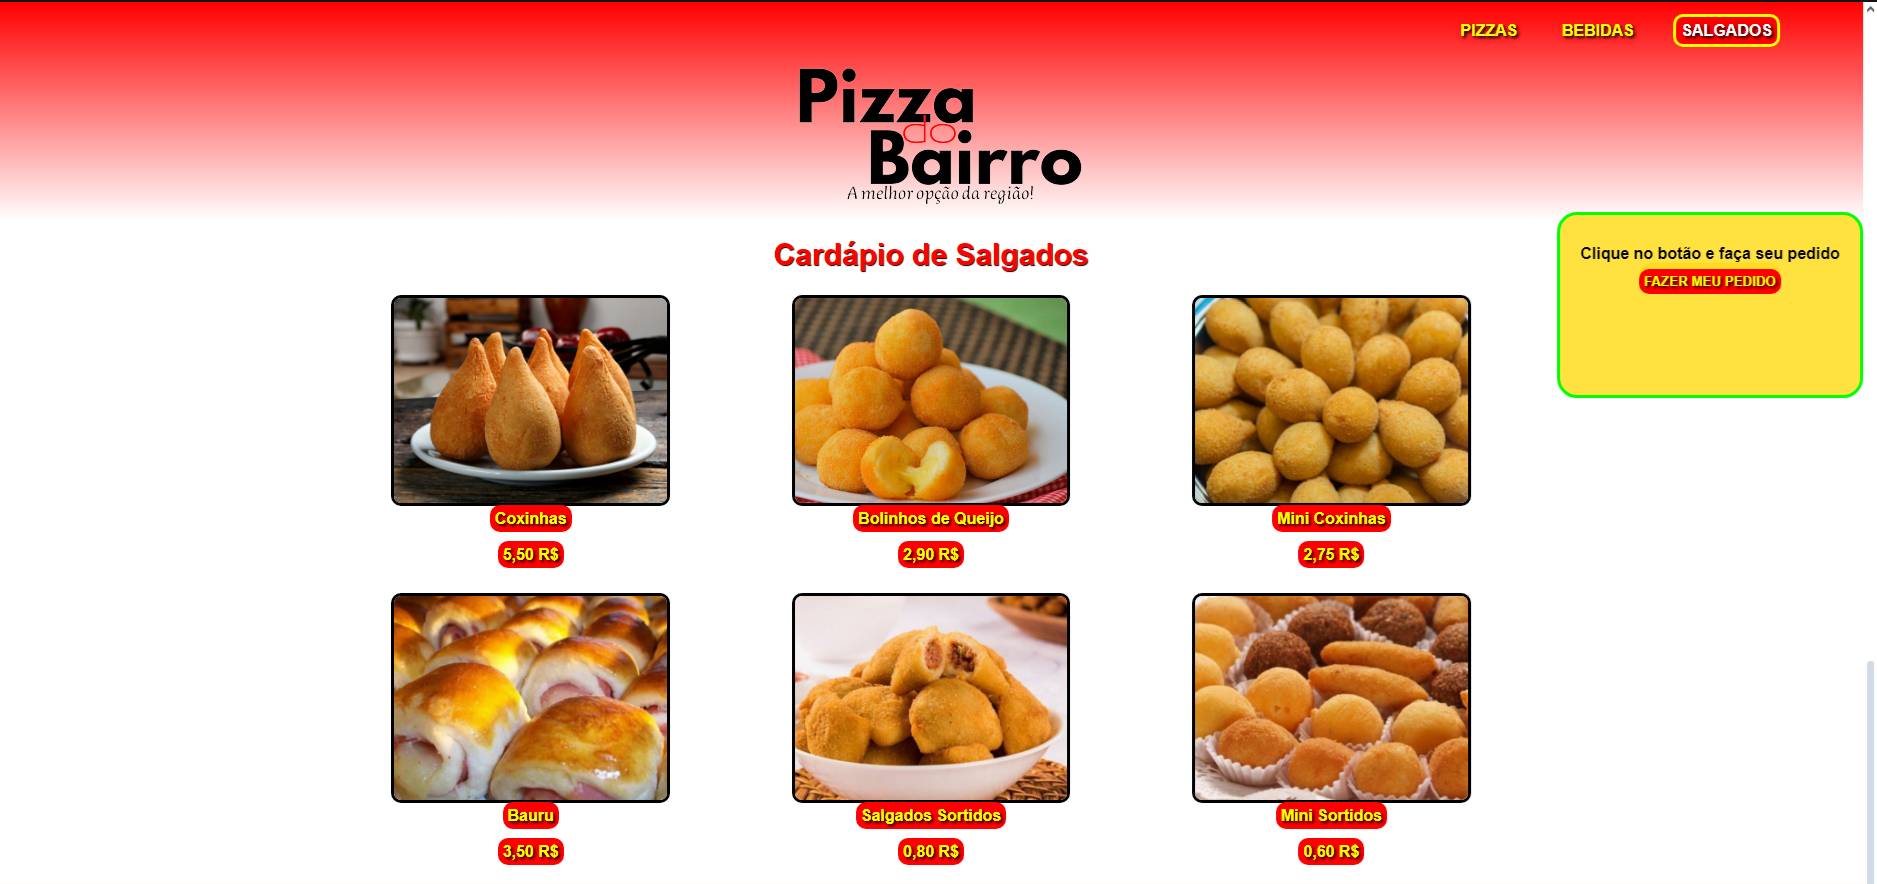 PIZZAS BEBIDAS SALGADOS
Pizza
do
Bairro
A melhor opção da região!
Cardápio de Salgados
Clique no botão e faça seu pedido
FAZER MEU PEDIDO
Coxinhas Bolinhos de Queijo Mini Coxinhas
5,50 R$ 2,90 R$ 2,75 R$
Bauru Salgados Sortidos Mini Sortidos
3,50 R$ 0,80 R$ 0,60 R$